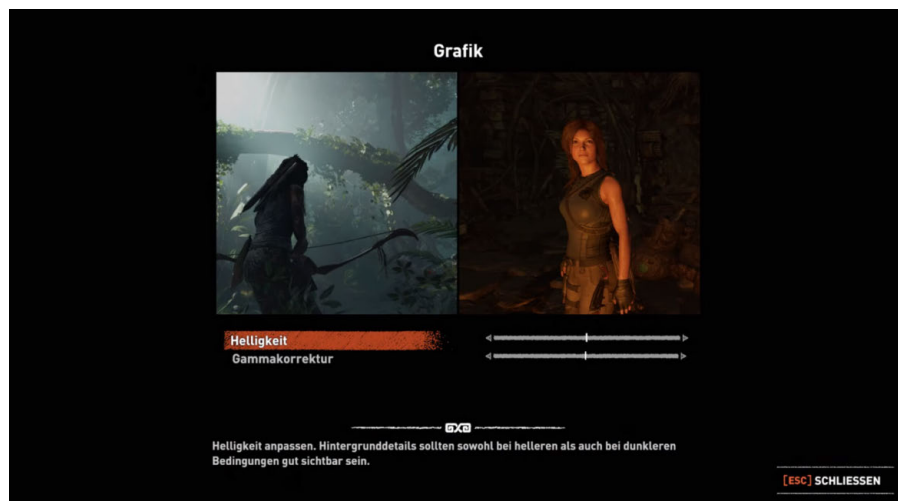 Grafik
Helligkeit
Gammakorrektur
Helligkeit anpassen. Hintergrunddetails sollten sowohl bei helleren als auch bei dunkleren
Bedingungen gut sichtbar sein.
[ESC] SCHLIESSEN